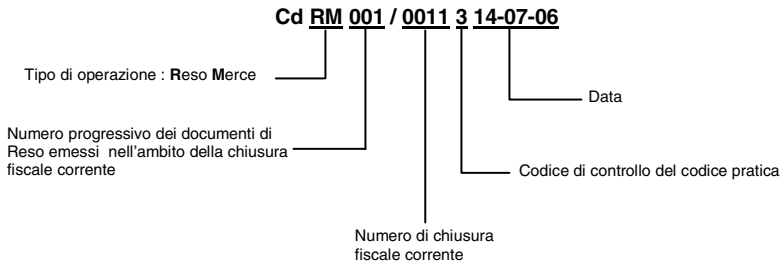 Cd RM 001 / 0011 3 14-07-06
Tipo di operazione : Reso Merce
Data
Numero progressivo dei documenti di
Reso emessi nell'ambito della chiusura
fiscale corrente
Codice di controllo del codice pratica
Numero di chiusura
fiscale corrente